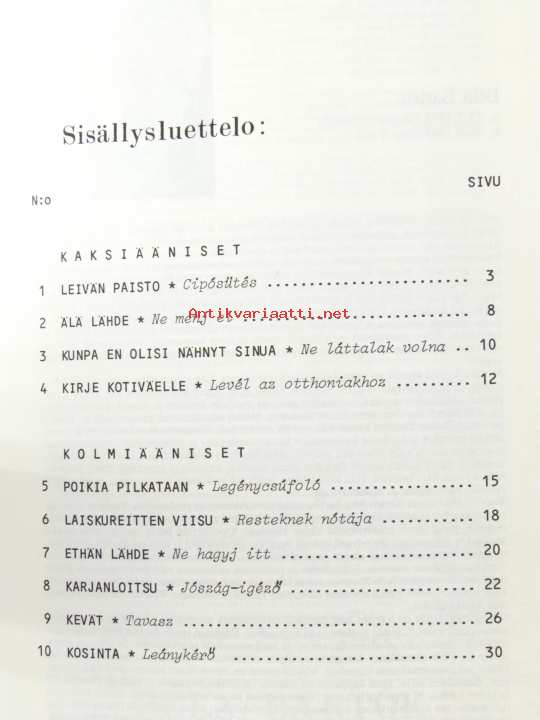 Sisällysluettelo:
SIVU
N:o
KAKSIÄÄNISET
1 LEIVÄN PAISTO * Cipósütés ........................ 3
2 ÄLÄ LÄHDE * Ne menj el ........................... 8
Antikvariaatti.net
3 KUNPA EN OLISI NÄHNYT SINUA * Ne láttalak volna .. 10
4 KIRJE KOTIVÄELLE * Levél az otthoniakhoz ......... 12
KOLMIÄÄNISET
5 POIKIA PILKATAAN * Legénycsúfoló ................. 15
6 LAISKUREITTEN VIISU * Resteknek nótája ........... 18
7 ETHÄN LÄHDE * Ne hagyj itt ....................... 20
8 KARJANLOITSU * Jószág-igéző ...................... 22
9 KEVÄT * Tavasz ................................... 26
10 KOSINTA * Leánykérő ............................. 30